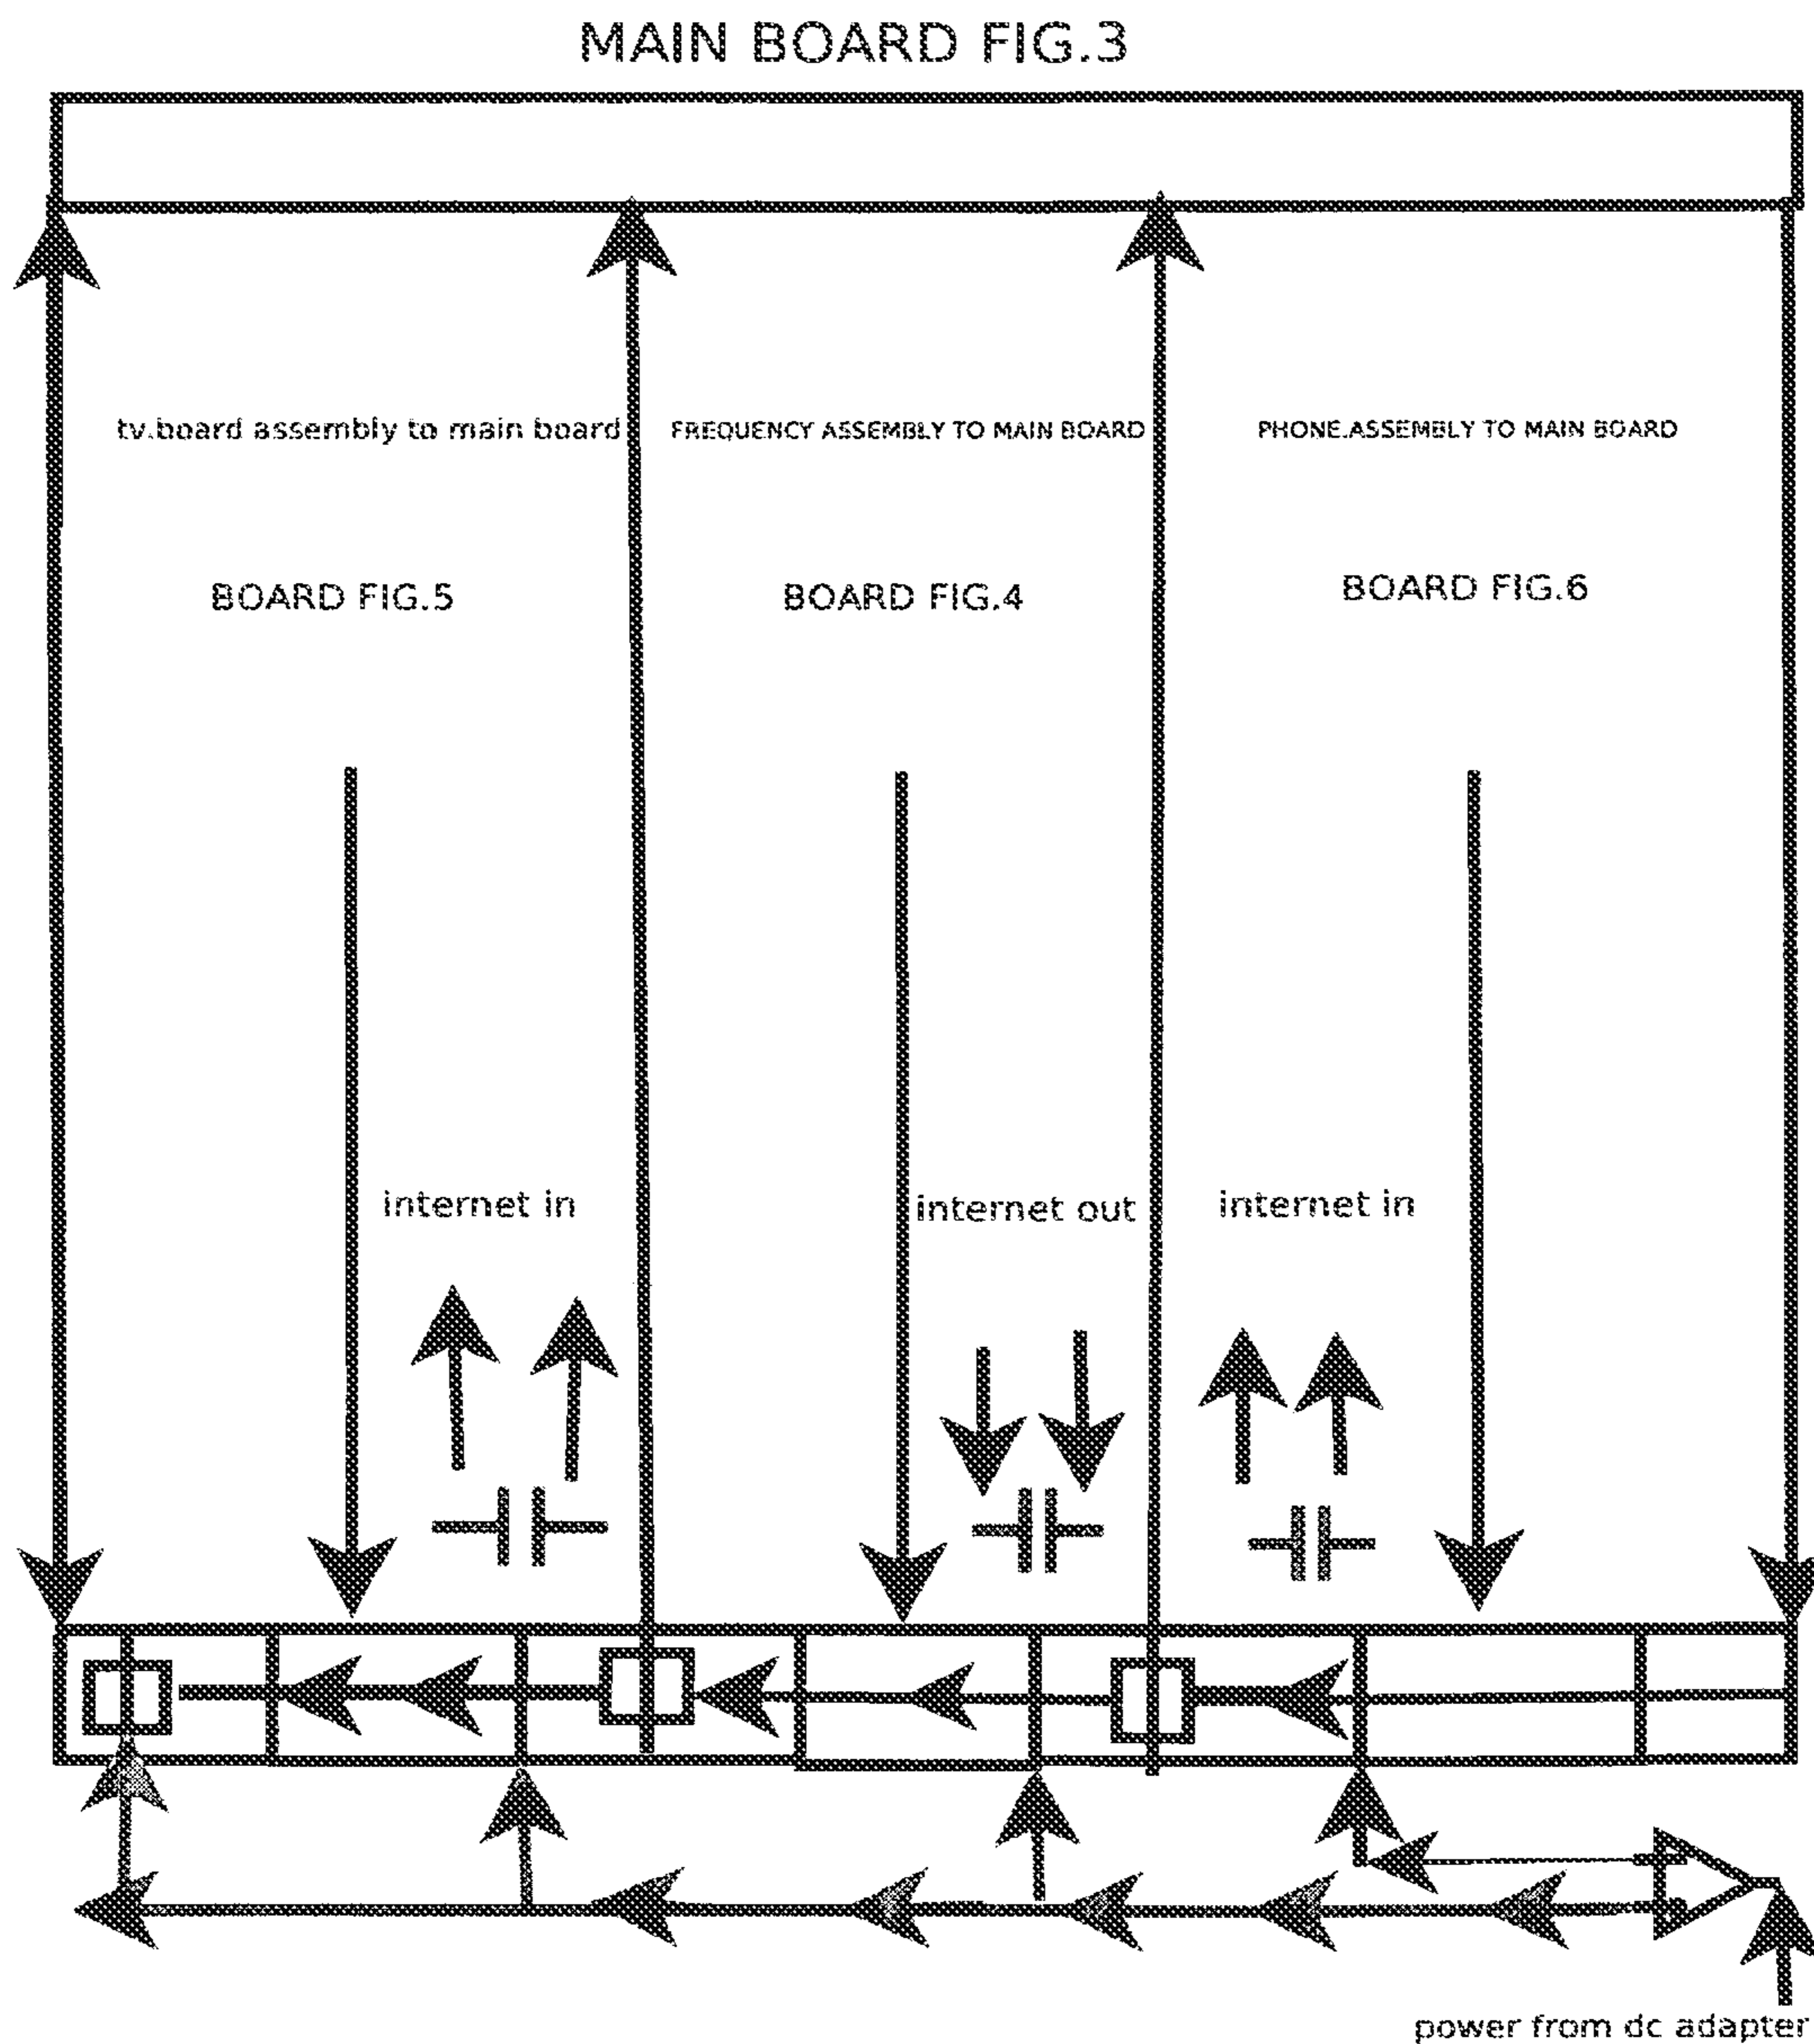 MAIN BOARD FIG.3
tv.board assembly to main board
FREQUENCY ASSEMBLY TO MAIN BOARD
PHONE.ASSEMBLY TO MAIN BOARD
BOARD FIG.5
BOARD FIG.4
BOARD FIG.6
internet in
internet out
internet in
power from dc adapter